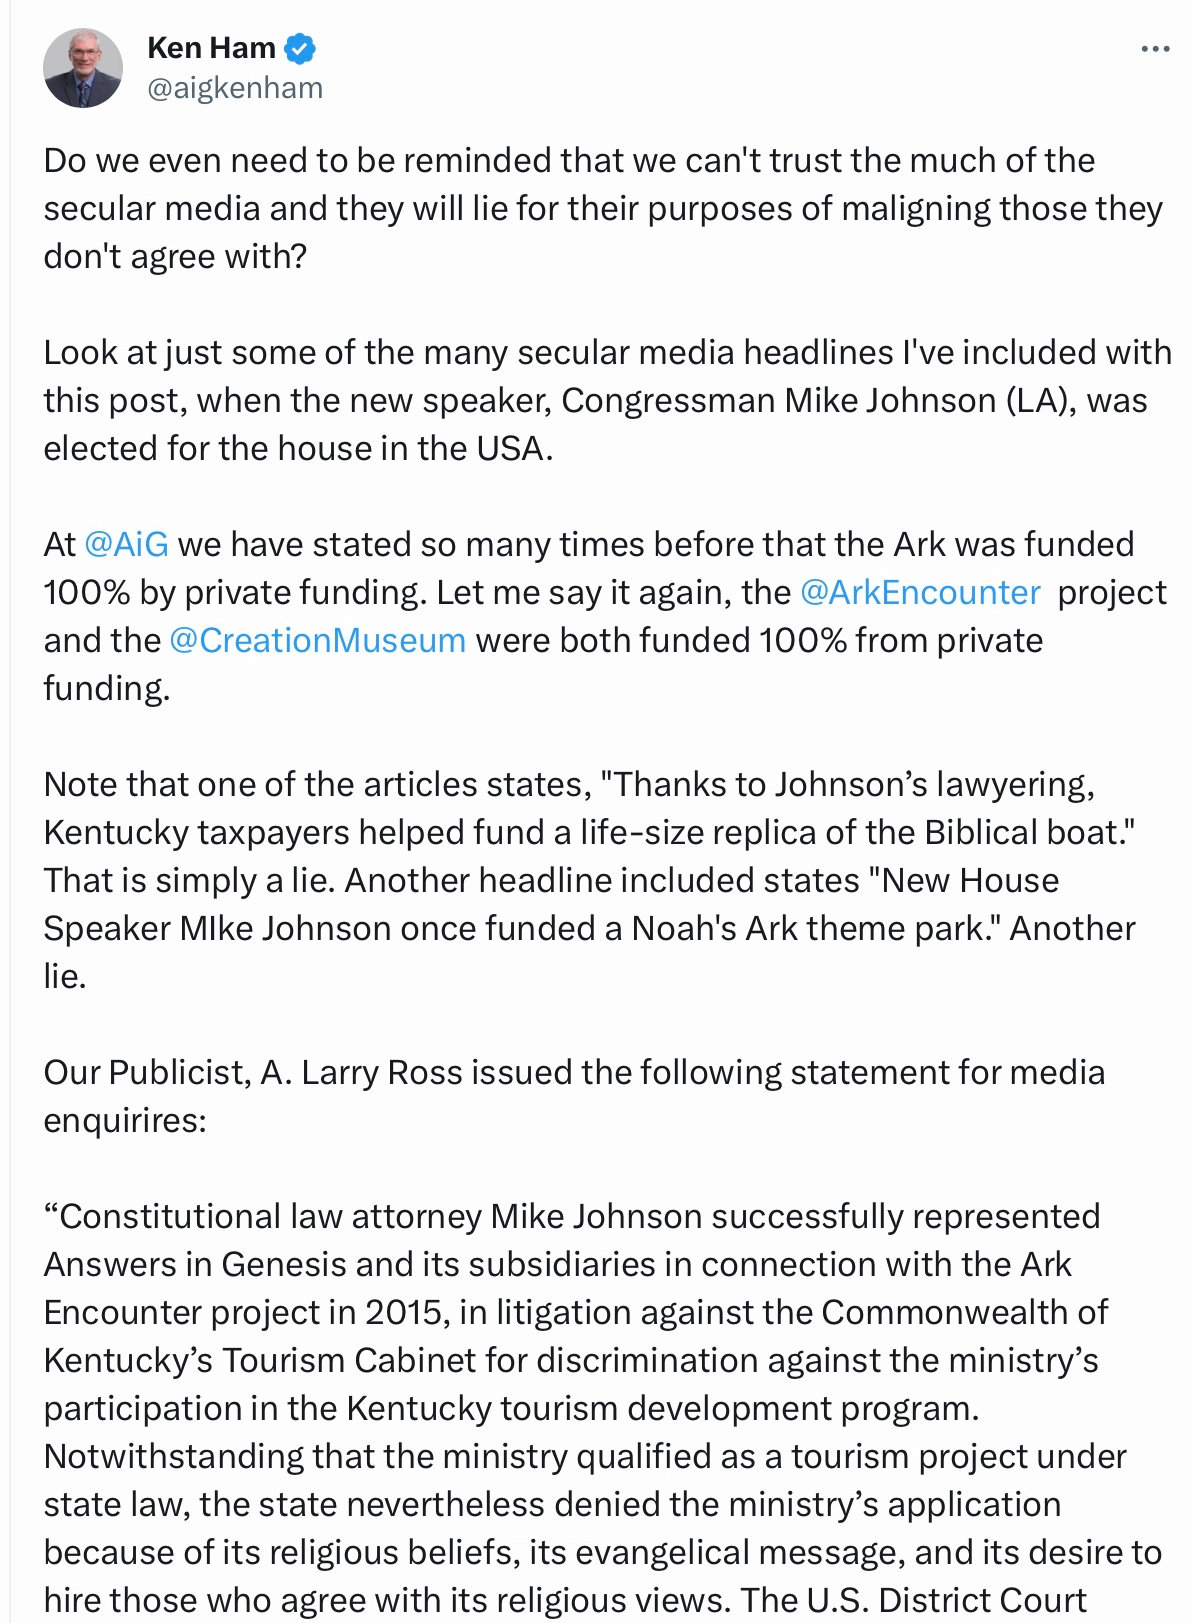 Ken Ham
@aigkenham
Do we even need to be reminded that we can't trust the much of the
secular media and they will lie for their purposes of maligning those they
don't agree with?
Look at just some of the many secular media headlines I've included with
this post, when the new speaker, Congressman Mike Johnson (LA), was
elected for the house in the USA.
At @AiG we have stated so many times before that the Ark was funded
100% by private funding. Let me say it again, the @ArkEncounter  project
and the @CreationMuseum were both funded 100% from private
funding.
Note that one of the articles states, "Thanks to Johnson’s lawyering,
Kentucky taxpayers helped fund a life-size replica of the Biblical boat."
That is simply a lie. Another headline included states "New House
Speaker MIke Johnson once funded a Noah's Ark theme park." Another
lie.
Our Publicist, A. Larry Ross issued the following statement for media
enquirires:
“Constitutional law attorney Mike Johnson successfully represented
Answers in Genesis and its subsidiaries in connection with the Ark
Encounter project in 2015, in litigation against the Commonwealth of
Kentucky’s Tourism Cabinet for discrimination against the ministry’s
participation in the Kentucky tourism development program.
Notwithstanding that the ministry qualified as a tourism project under
state law, the state nevertheless denied the ministry’s application
because of its religious beliefs, its evangelical message, and its desire to
hire those who agree with its religious views. The U.S. District Court